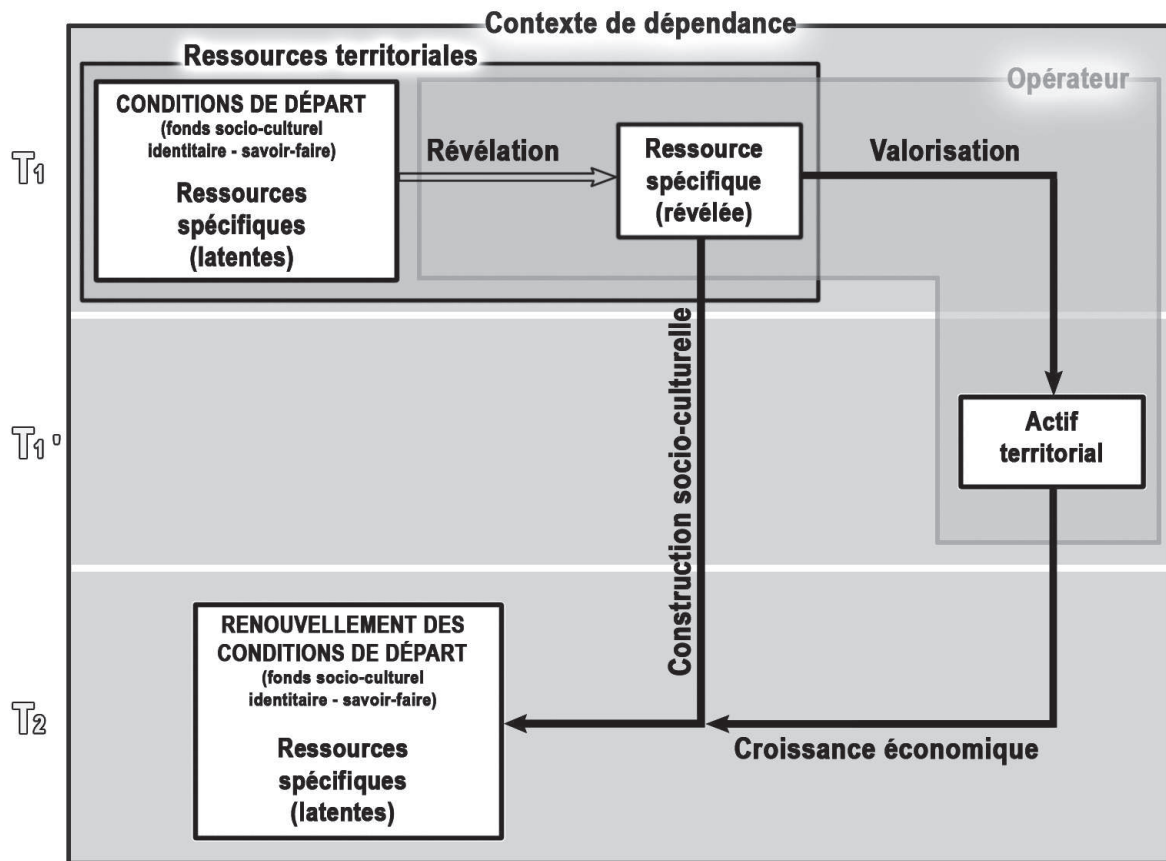 Contexte de dépendance
Ressources territoriales
Opérateur
T1
CONDITIONS DE DÉPART
(fonds socio-culturel
identitaire - savoir-faire)
Ressources
spécifiques
(latentes)
Révélation
Ressource
spécifique
(révélée)
Valorisation
T1'
Construction socio-culturelle
Actif
territorial
T2
RENOUVELLEMENT DES
CONDITIONS DE DÉPART
(fonds socio-culturel
identitaire - savoir-faire)
Ressources
spécifiques
(latentes)
Croissance économique